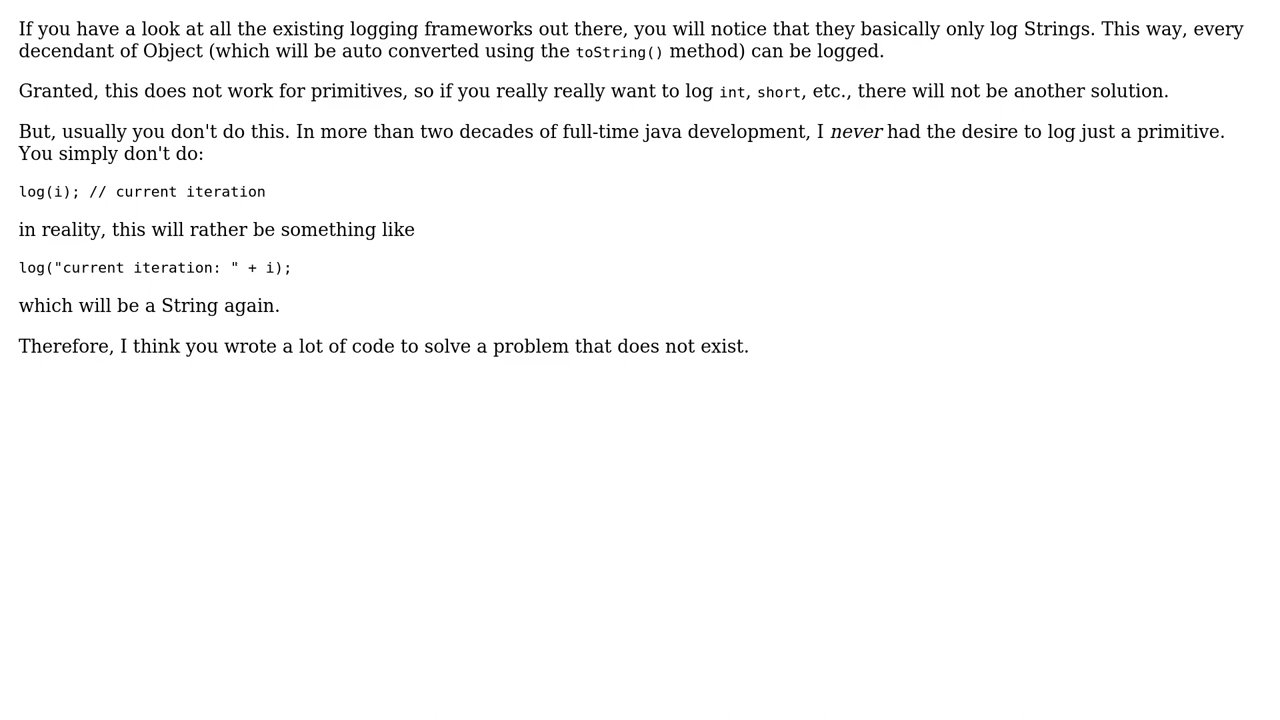 If you have a look at all the existing logging frameworks out there, you will notice that they basically only log Strings. This way, every
decendant of Object (which will be auto converted using the toString() method) can be logged.
Granted, this does not work for primitives, so if you really really want to log int, short, etc., there will not be another solution.
But, usually you don't do this. In more than two decades of full-time java development, I never had the desire to log just a primitive.
You simply don't do:
log(i); // current iteration
in reality, this will rather be something like
log("current iteration: " + i);
which will be a String again.
Therefore, I think you wrote a lot of code to solve a problem that does not exist.